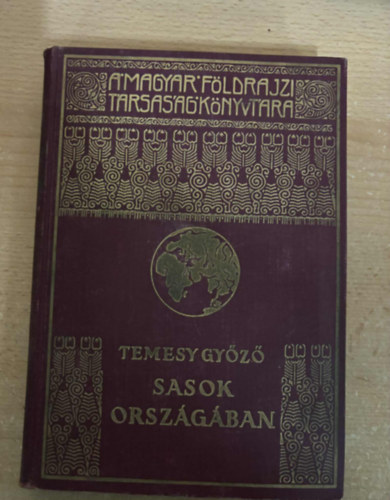 A MAGYAR FÖLDRAJZI
TÁRSASÁG KÖNYVTÁRA
TEMESY GYŐZŐ
SASOK
ORSZÁGÁBAN